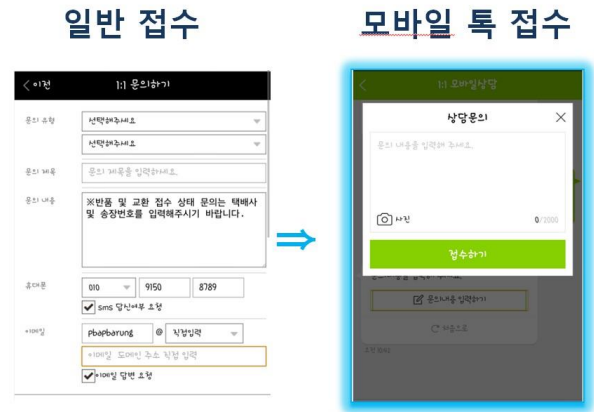 일반 접수
모바일 톡 접수
< 이전
1:1 문의하기
문의 유형
선택해주세요
선택해주세요
문의 제목
문의 제목을 입력하세요.
문의 내용
※반품 및 교환 접수 상태 문의는 택배사
및 송장번호를 입력해주시기 바랍니다.
휴대폰
010
9150
8789
sms 답신여부 요청
이메일
pbapbarung
@
직접입력
이메일 도메인 주소 직접 입력
이메일 답변 요청
1:1 모바일상담
상담문의
문의 내용을 입력해 주세요.
사진
0/2000
접수하기
문의내용 입력하기
처음으로